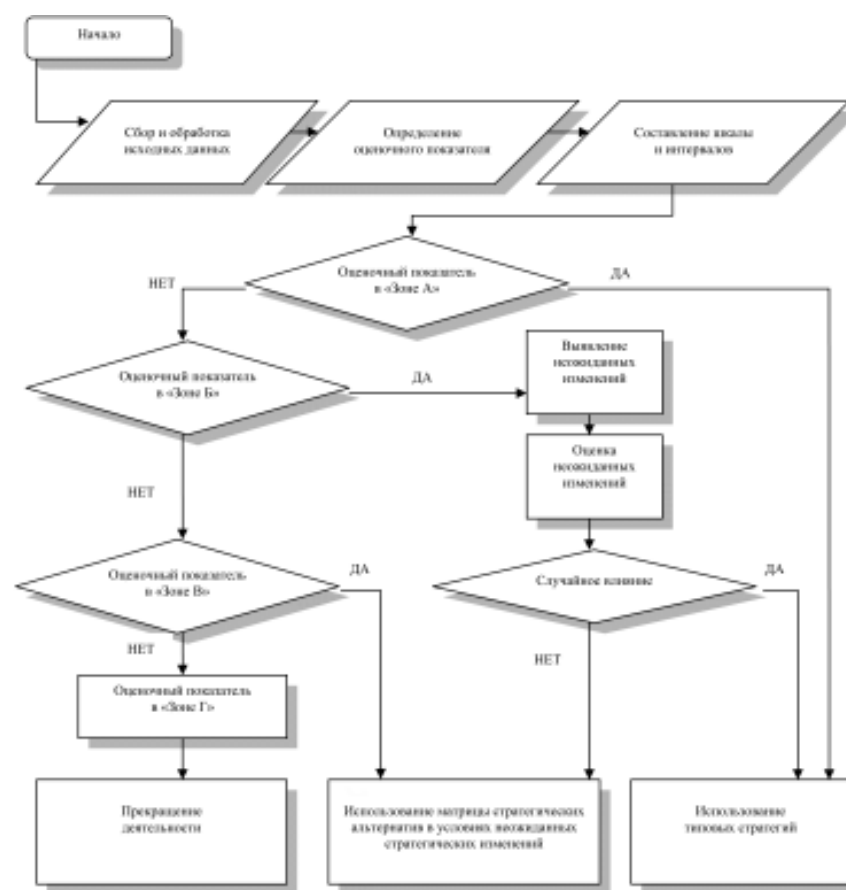 Начало
Сбор и обработка
исходных данных
Определение
оценочного показателя
Составление шкалы
и интервалов
Оценочный показатель
в «Зоне А»
НЕТ
ДА
Оценочный показатель
в «Зоне Б»
ДА
Выявление
неожиданных
изменений
Оценка
неожиданных
изменений
НЕТ
Оценочный показатель
в «Зоне В»
ДА
Случайное влияние
ДА
НЕТ
НЕТ
Оценочный показатель
в «Зоне Г»
Прекращение
деятельности
Использование матрицы стратегических
альтернатив в условиях неожиданных
стратегических изменений
Использование
типовых стратегий